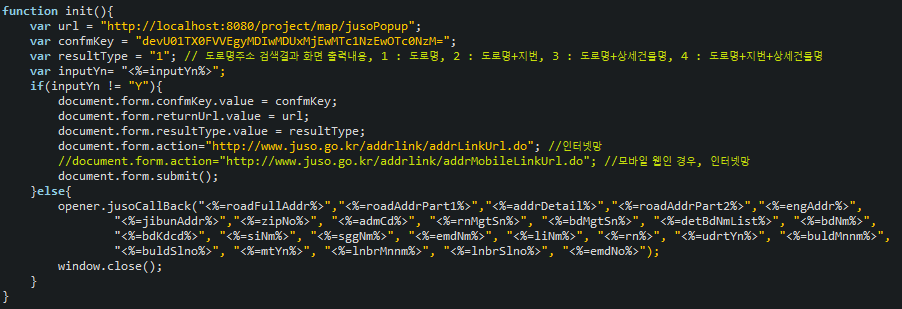 function init(){
var url = "http://localhost:8080/project/map/jusoPopup";
var confmKey = "devU01TX0FVVEgyMDIwMDUxMjEwMTc1NzEwOTc0NzM=";
var resultType = "1"; // 도로명주소 검색결과 화면 출력내용, 1 : 도로명, 2 : 도로명+지번, 3 : 도로명+상세건물명, 4 : 도로명+지번+상세건물명
var inputYn= "<%=inputYn%>";
if(inputYn != "Y"){
document.form.confmKey.value = confmKey;
document.form.returnUrl.value = url;
document.form.resultType.value = resultType;
document.form.action="http://www.juso.go.kr/addrlink/addrLinkUrl.do"; //인터넷망
//document.form.action="http://www.juso.go.kr/addrlink/addrMobileLinkUrl.do"; //모바일 웹인 경우, 인터넷망
document.form.submit();
}else{
opener.jusoCallBack("<%=roadFullAddr%>","<%=roadAddrPart1%>","<%=addrDetail%>","<%=roadAddrPart2%>","<%=engAddr%>",
"<%=jibunAddr%>","<%=zipNo%>", "<%=admCd%>", "<%=rnMgtSn%>", "<%=bdMgtSn%>", "<%=detBdNmList%>", "<%=bdNm%>",
"<%=bdKdcd%>", "<%=siNm%>", "<%=sggNm%>", "<%=emdNm%>", "<%=liNm%>", "<%=rn%>", "<%=udrtYn%>", "<%=buldMnnm%>",
"<%=buldSlno%>", "<%=mtYn%>", "<%=lnbrMnnm%>", "<%=lnbrSlno%>", "<%=emdNo%>");
window.close();
}
}